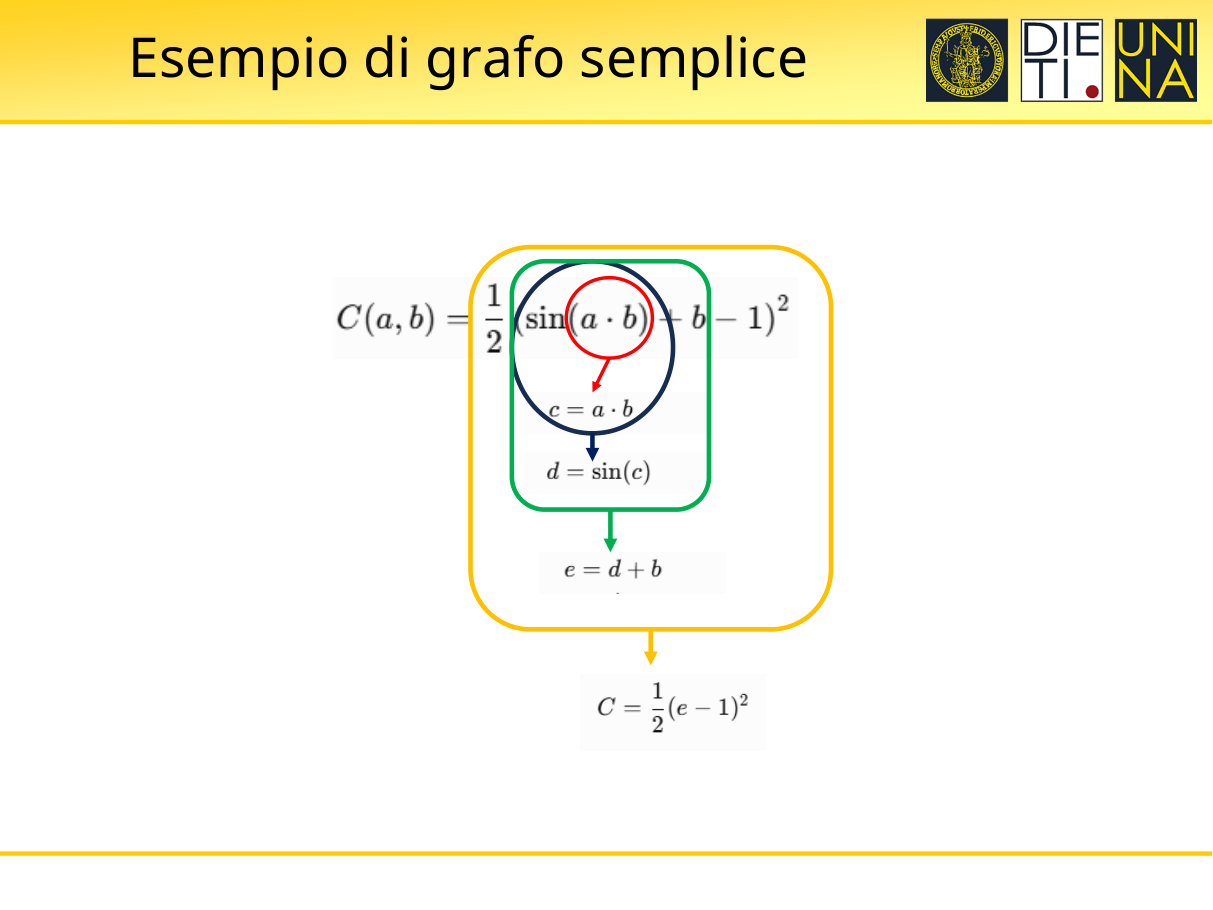 Esempio di grafo semplice
DIE
TI.
UNI
NA
C(a, b) = 1/2 (sin(a · b) + b − 1)²
c = a · b
d = sin(c)
e = d + b
C = 1/2 (e − 1)²